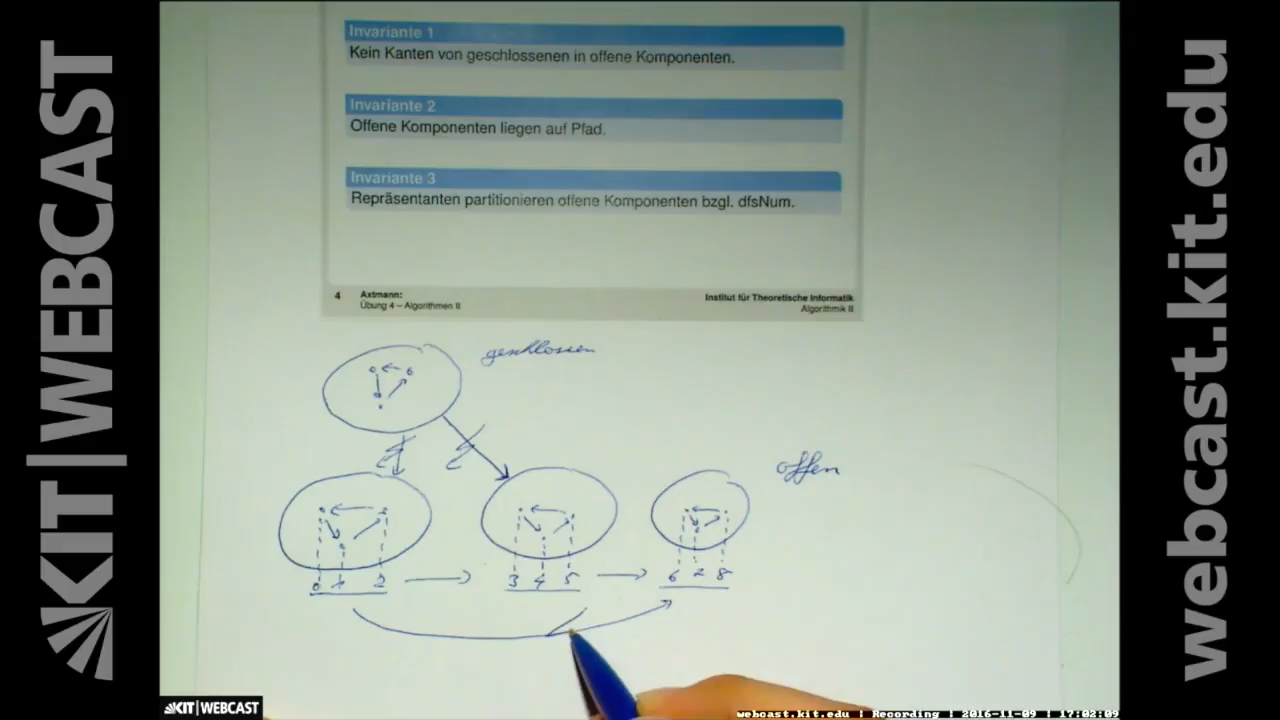 Invariante 1
Kein Kanten von geschlossenen in offene Komponenten.
Invariante 2
Offene Komponenten liegen auf Pfad.
Invariante 3
Repräsentanten partitionieren offene Komponenten bzgl. dfsNum.
4 Axtmann: Institut für Theoretische Informatik
Übung 4 – Algorithmen II Algorithmik II
geschlossen
offen
0 1 2 3 4 5 6 7 8
KIT|WEBCAST
webcast.kit.edu
KIT|WEBCAST
webcast.kit.edu | Recording | 2016-11-09 | 17:02:09